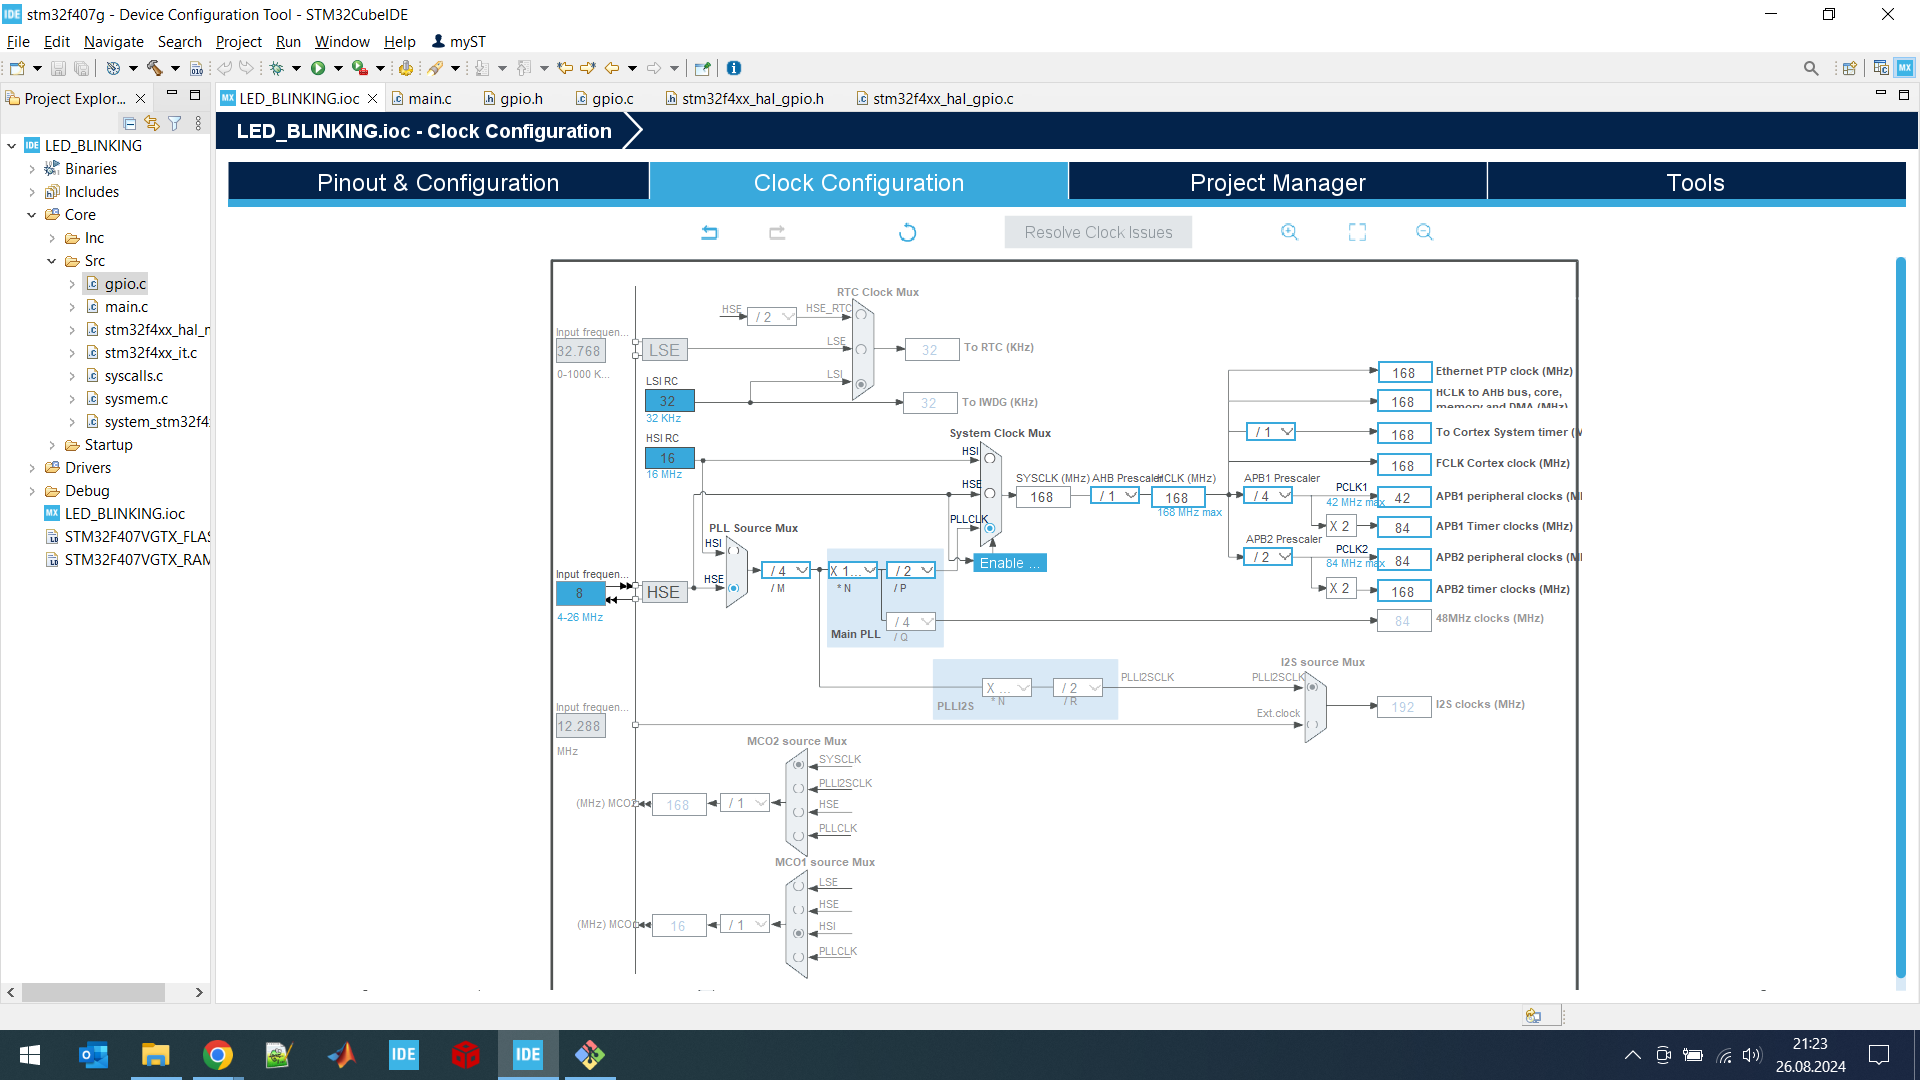 IDE stm32f407g - Device Configuration Tool - STM32CubeIDE
File Edit Navigate Search Project Run Window Help myST
Project Explor...
LED_BLINKING.ioc main.c gpio.h gpio.c stm32f4xx_hal_gpio.h stm32f4xx_hal_gpio.c
LED_BLINKING.ioc - Clock Configuration
Pinout & Configuration Clock Configuration Project Manager Tools
Resolve Clock Issues
IDE LED_BLINKING
Binaries
Includes
Core
Inc
Src
gpio.c
main.c
stm32f4xx_hal_r
stm32f4xx_it.c
syscalls.c
sysmem.c
system_stm32f4
Startup
Drivers
Debug
MX LED_BLINKING.ioc
STM32F407VGTX_FLAS
STM32F407VGTX_RAM
RTC Clock Mux
HSE / 2 HSE_RTC
Input frequen...
32.768 LSE LSE 32 To RTC (KHz)
0-1000 K...
LSI
LSI RC
32 32 To IWDG (KHz)
32 KHz
HSI RC
16
16 MHz
System Clock Mux
HSI
HSE
PLLCLK
Enable ...
SYSCLK (MHz) AHB Prescaler HCLK (MHz)
168 / 1 168
168 MHz max
168 Ethernet PTP clock (MHz)
168 HCLK to AHB bus, core,
memory and DMA (MHz)
/ 1 168 To Cortex System timer (M
168 FCLK Cortex clock (MHz)
APB1 Prescaler
/ 4 PCLK1 42 APB1 peripheral clocks (M
42 MHz max
X 2 84 APB1 Timer clocks (MHz)
APB2 Prescaler
/ 2 PCLK2 84 APB2 peripheral clocks (M
84 MHz max
X 2 168 APB2 timer clocks (MHz)
84 48MHz clocks (MHz)
PLL Source Mux
HSI
HSE
Input frequen...
8 HSE
4-26 MHz
/ 4 X 1... / 2
/ M * N / P
/ 4
Main PLL / Q
PLLI2S X ... / 2 PLLI2SCLK
* N / R
I2S source Mux
PLLI2SCLK
Ext.clock
192 I2S clocks (MHz)
Input frequen...
12.288
MHz
MCO2 source Mux
SYSCLK
PLLI2SCLK
HSE
PLLCLK
(MHz) MCO2 168 / 1
MCO1 source Mux
LSE
HSE
HSI
PLLCLK
(MHz) MCO 16 / 1
IDE IDE
21:23
26.08.2024